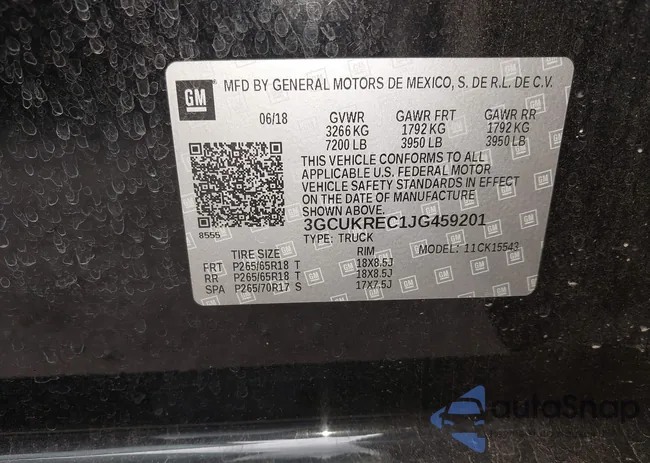 GM
MFD BY GENERAL MOTORS DE MEXICO, S. DE R.L. DE C.V.
06/18 GVWR GAWR FRT GAWR RR
3266 KG 1792 KG 1792 KG
7200 LB 3950 LB 3950 LB
THIS VEHICLE CONFORMS TO ALL
APPLICABLE U.S. FEDERAL MOTOR
VEHICLE SAFETY STANDARDS IN EFFECT
ON THE DATE OF MANUFACTURE
SHOWN ABOVE.
8555 3GCUKREC1JG459201
TYPE: TRUCK MODEL: 11CK15543
TIRE SIZE RIM
FRT P265/65R18 T 18X8.5J
RR P265/65R18 T 18X8.5J
SPA P265/70R17 S 17X7.5J
autoSnap